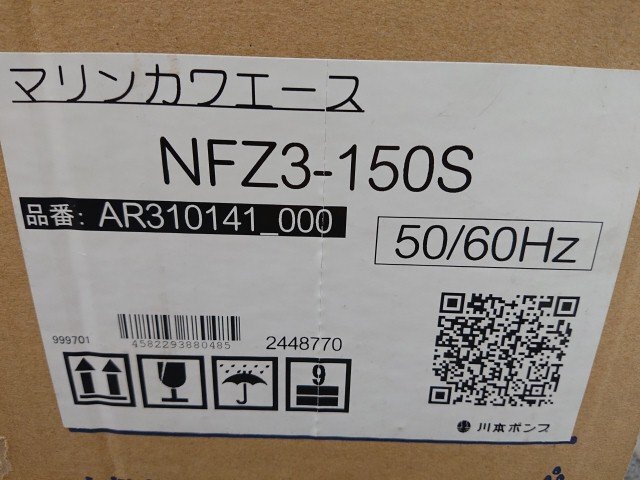 マリンカワエース
NFZ3-150S
品番: AR310141_000
50/60Hz
999701
4582293880485
2448770
9
川本ポンプ